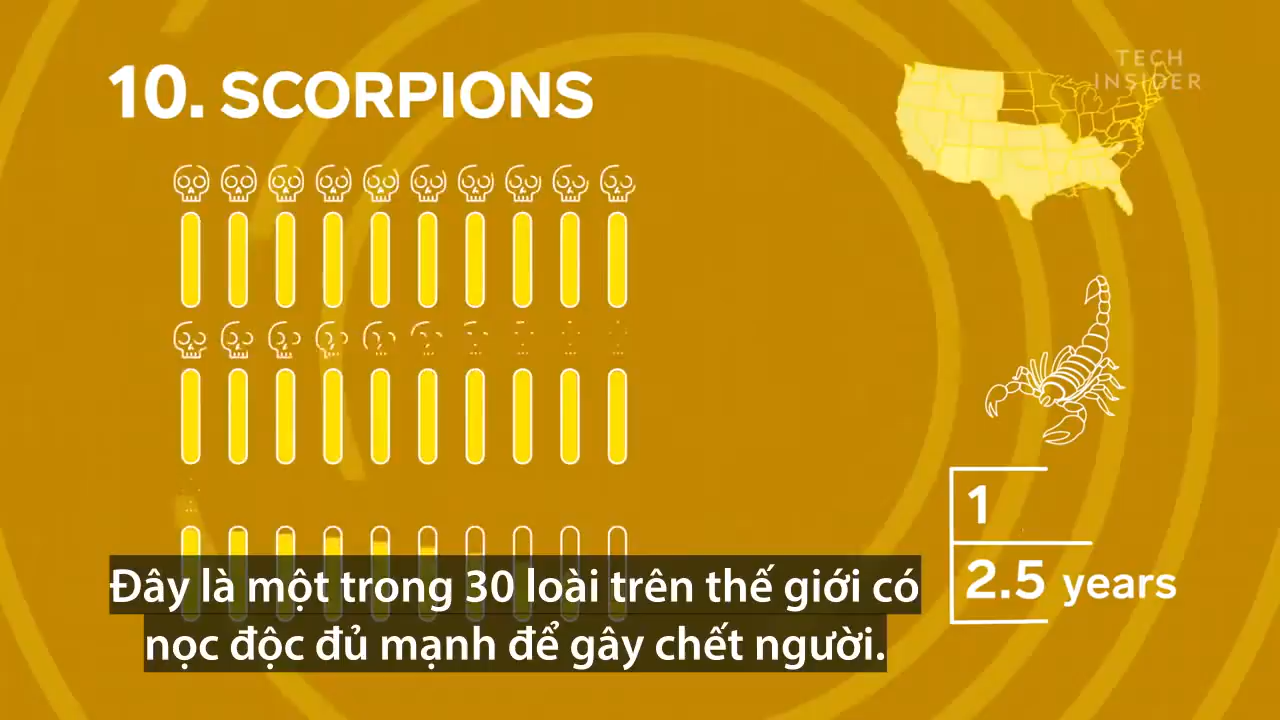 TECH
INSIDER
10. SCORPIONS
1
2.5 years
Đây là một trong 30 loài trên thế giới có
nọc độc đủ mạnh để gây chết người.